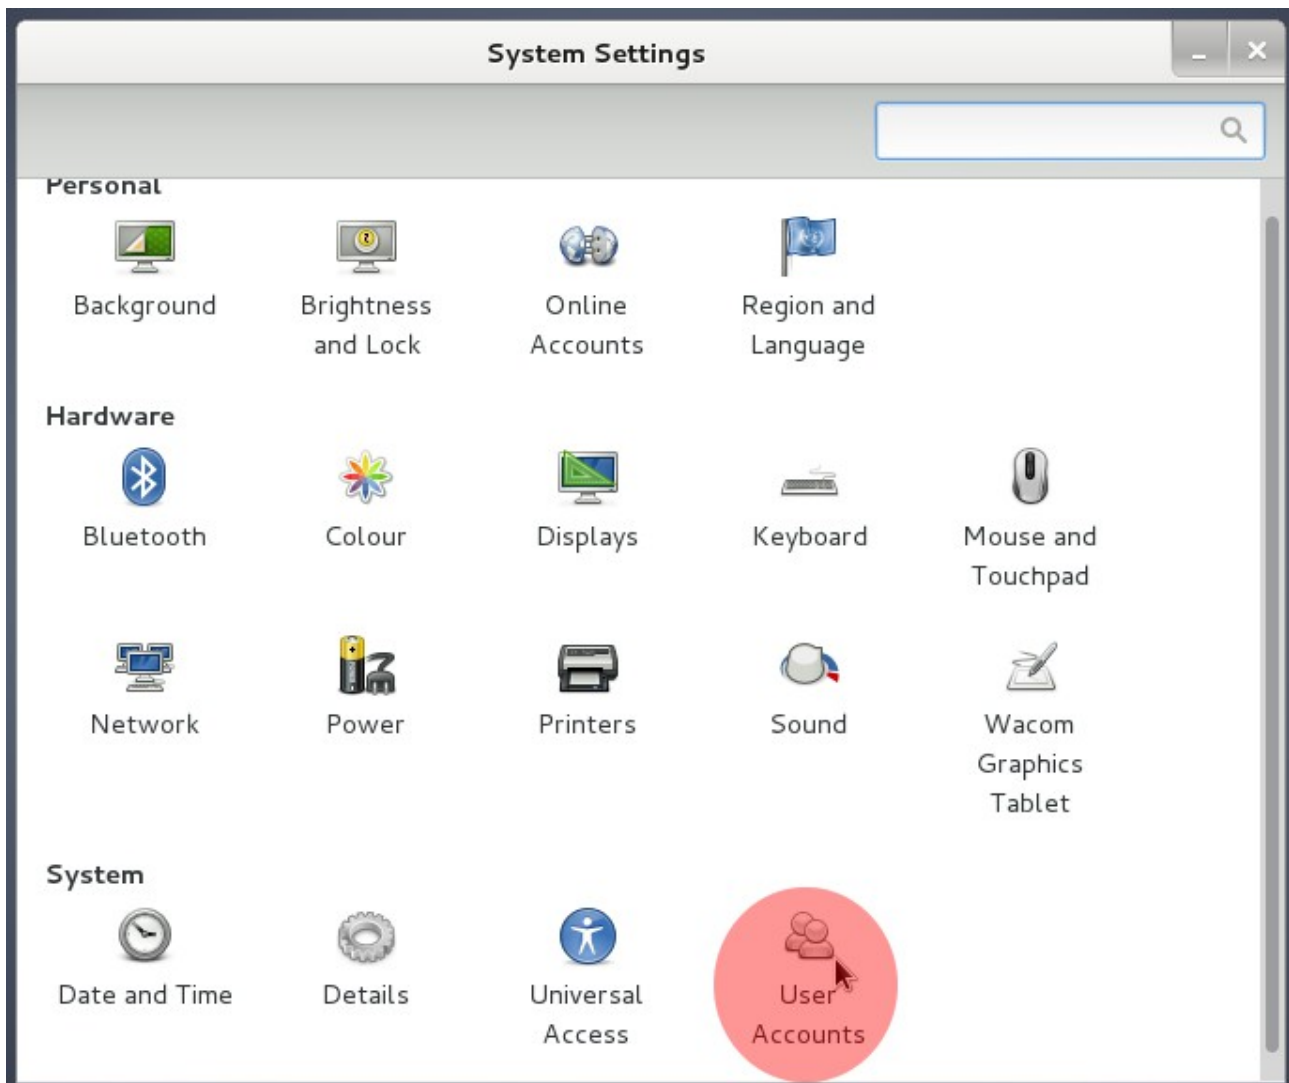 System Settings
Personal
Background
Brightness
and Lock
Online
Accounts
Region and
Language
Hardware
Bluetooth
Colour
Displays
Keyboard
Mouse and
Touchpad
Network
Power
Printers
Sound
Wacom
Graphics
Tablet
System
Date and Time
Details
Universal
Access
User
Accounts